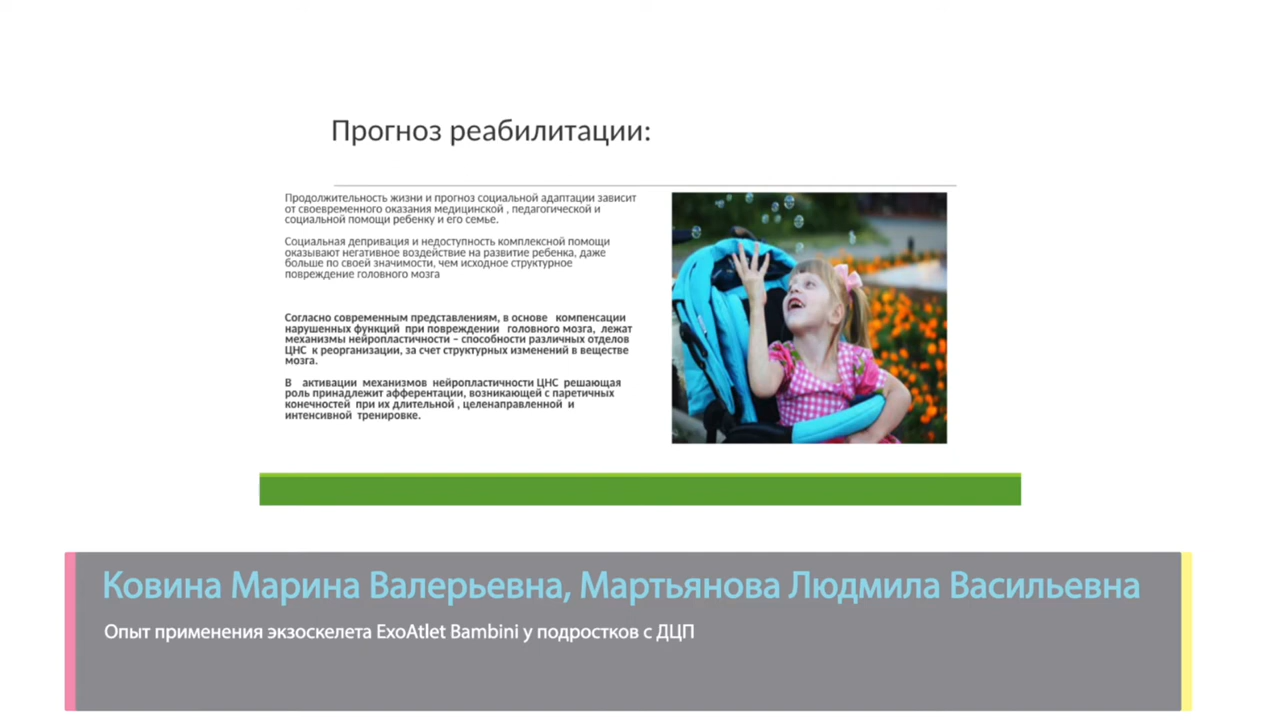 Прогноз реабилитации:
Продолжительность жизни и прогноз социальной адаптации зависит
от своевременного оказания медицинской , педагогической и
социальной помощи ребенку и его семье.
Социальная депривация и недоступность комплексной помощи
оказывают негативное воздействие на развитие ребенка, даже
больше по своей значимости, чем исходное структурное
повреждение головного мозга
Согласно современным представлениям, в основе компенсации
нарушенных функций при повреждении головного мозга, лежат
механизмы нейропластичности – способности различных отделов
ЦНС к реорганизации, за счет структурных изменений в веществе
мозга.
В активации механизмов нейропластичности ЦНС решающая
роль принадлежит афферентации, возникающей с паретичных
конечностей при их длительной , целенаправленной и
интенсивной тренировке.
Ковина Марина Валерьевна, Мартьянова Людмила Васильевна
Опыт применения экзоскелета ExoAtlet Bambini у подростков с ДЦП